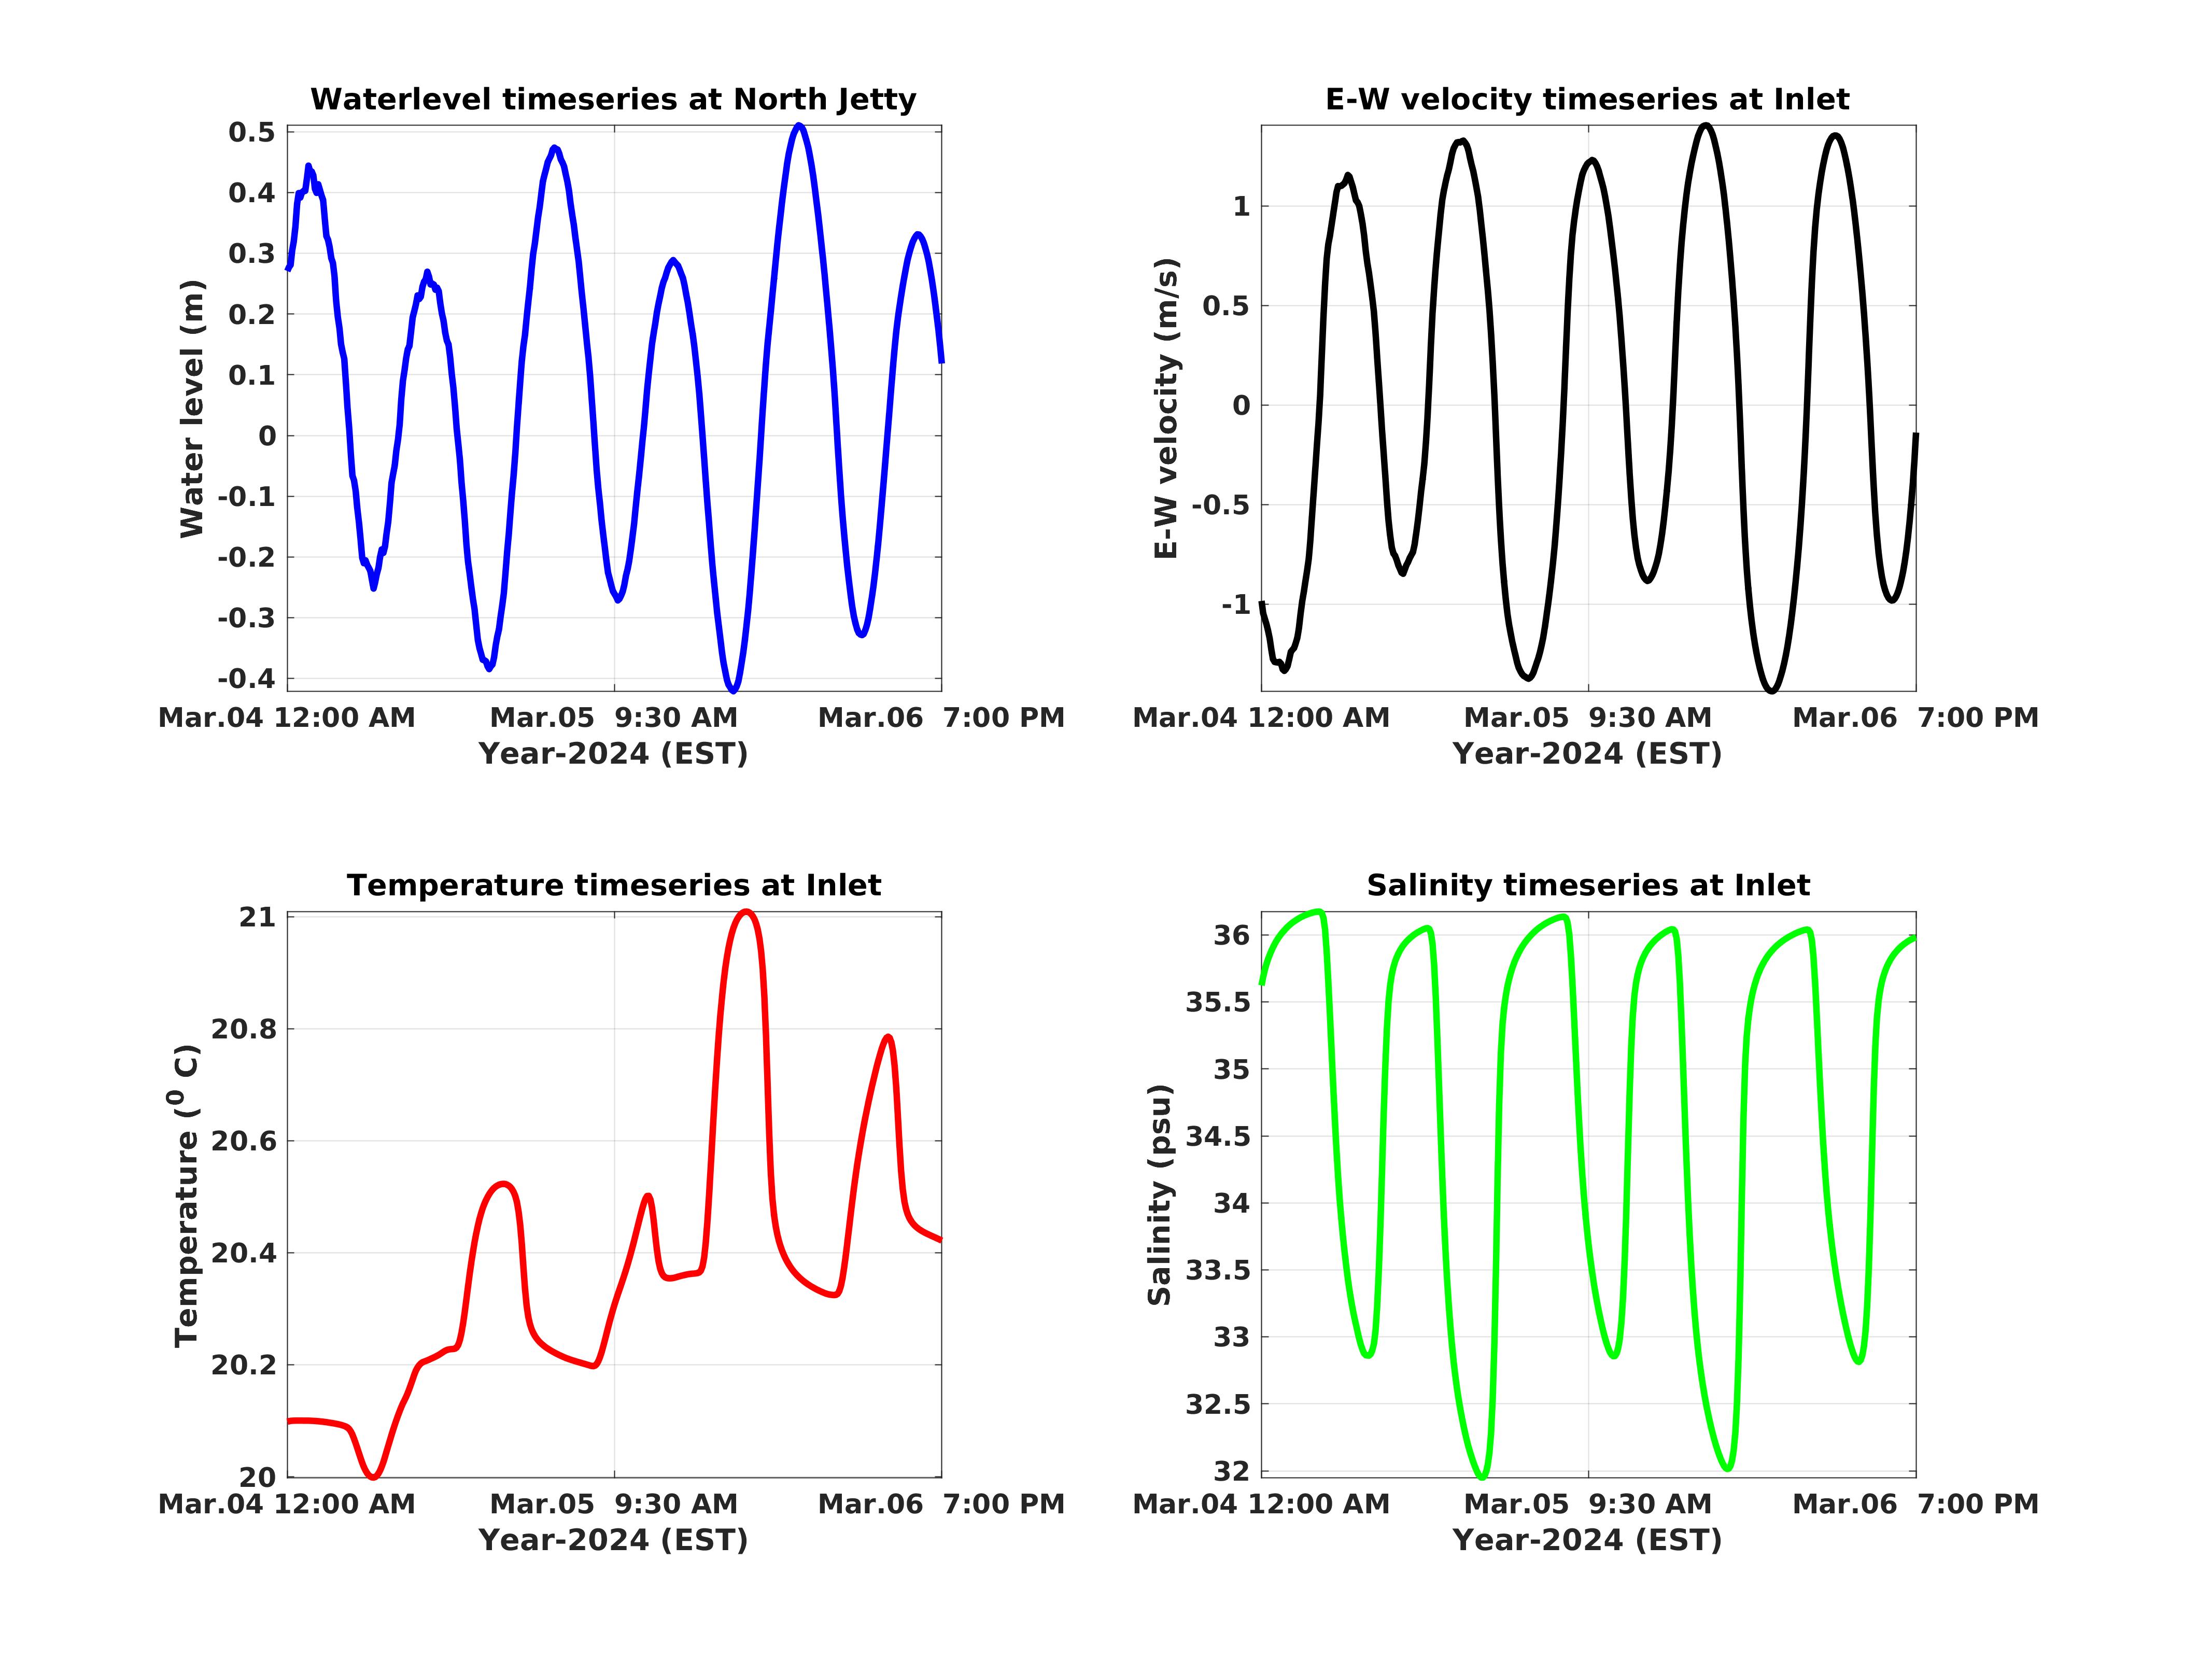 Waterlevel timeseries at North Jetty
0.5
0.4
0.3
0.2
0.1
0
-0.1
-0.2
-0.3
-0.4
Water level (m)
Mar.04 12:00 AM Mar.05 9:30 AM Mar.06 7:00 PM
Year-2024 (EST)
E-W velocity timeseries at Inlet
1
0.5
0
-0.5
-1
E-W velocity (m/s)
Mar.04 12:00 AM Mar.05 9:30 AM Mar.06 7:00 PM
Year-2024 (EST)
Temperature timeseries at Inlet
21
20.8
20.6
20.4
20.2
20
Temperature (⁰ C)
Mar.04 12:00 AM Mar.05 9:30 AM Mar.06 7:00 PM
Year-2024 (EST)
Salinity timeseries at Inlet
36
35.5
35
34.5
34
33.5
33
32.5
32
Salinity (psu)
Mar.04 12:00 AM Mar.05 9:30 AM Mar.06 7:00 PM
Year-2024 (EST)